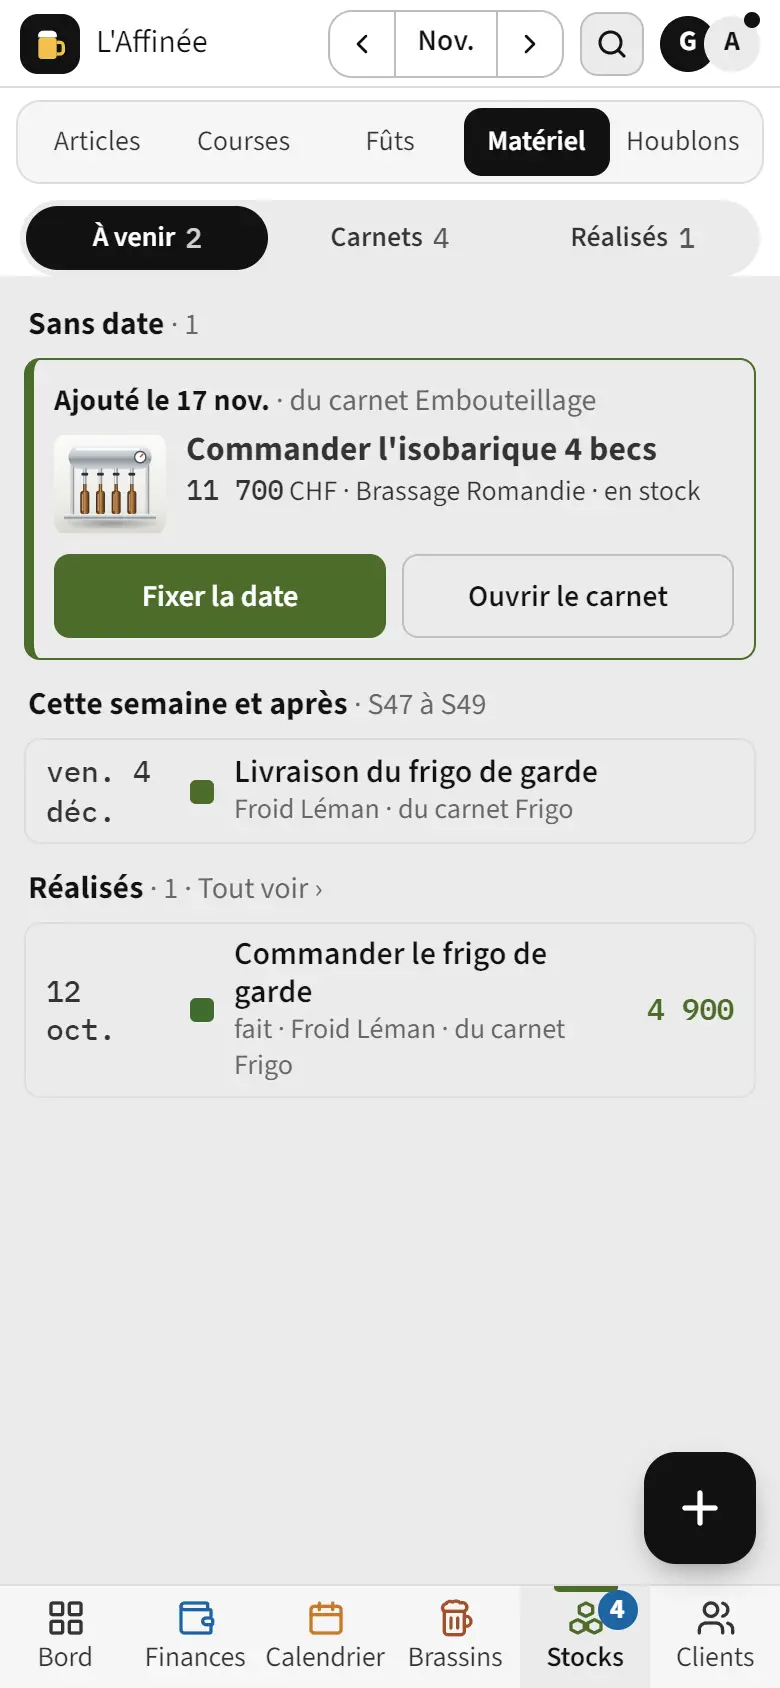 L'Affinée
Nov.
G
A
Articles
Courses
Fûts
Matériel
Houblons
À venir 2
Carnets 4
Réalisés 1
Sans date · 1
Ajouté le 17 nov. · du carnet Embouteillage
Commander l'isobarique 4 becs
11 700 CHF · Brassage Romandie · en stock
Fixer la date
Ouvrir le carnet
Cette semaine et après · S47 à S49
ven. 4
déc.
Livraison du frigo de garde
Froid Léman · du carnet Frigo
Réalisés · 1 · Tout voir ›
12
oct.
Commander le frigo de
garde
fait · Froid Léman · du carnet
Frigo
4 900
Bord
Finances
Calendrier
Brassins
4
Stocks
Clients